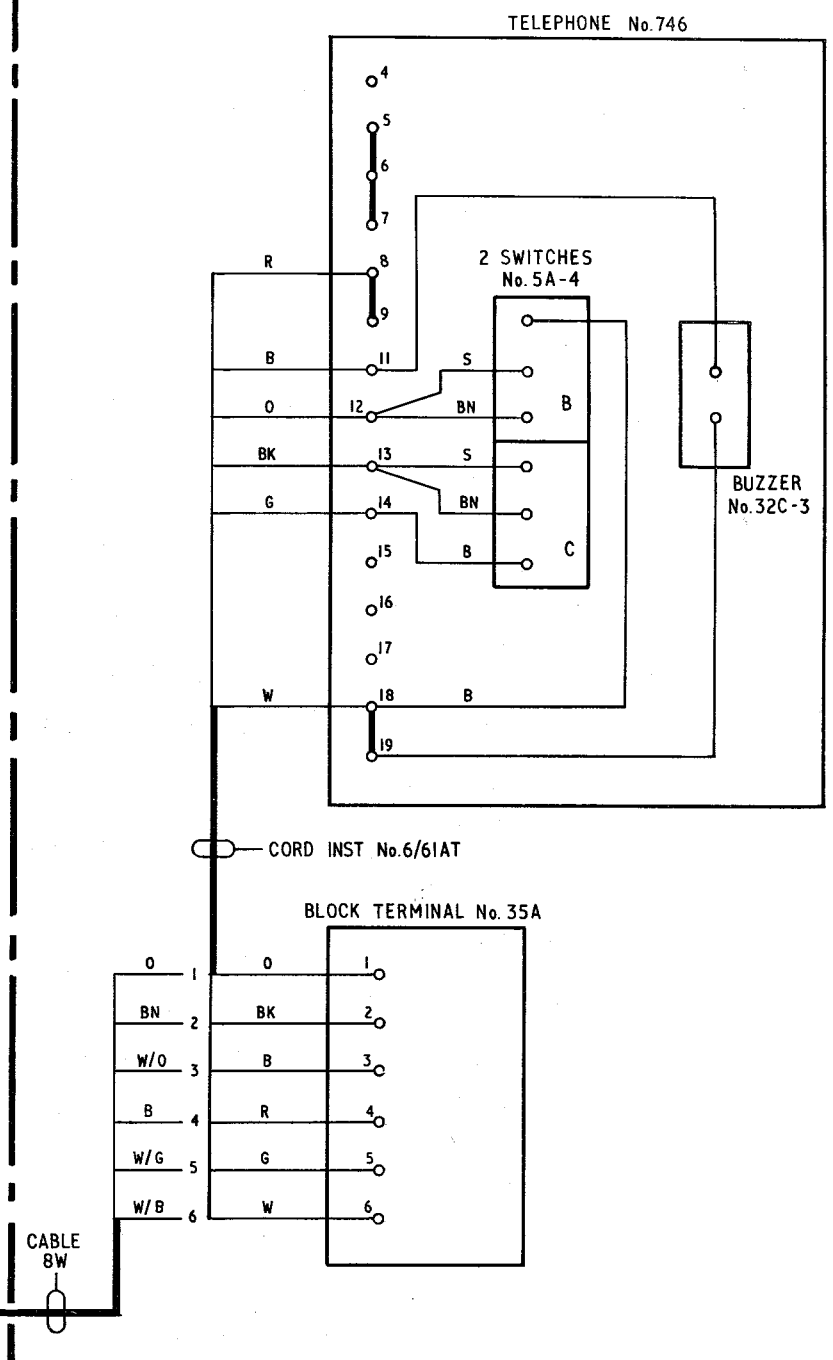 TELEPHONE No.746
4
5
6
7
R 8
2 SWITCHES
No.5A-4
9
B 11 S
O 12 BN B
BK 13 S
G 14 BN
BUZZER
No.32C-3
15 B C
16
17
W 18 B
19
CORD INST No.6/61AT
BLOCK TERMINAL No.35A
O 1 O 1
BN 2 BK 2
W/O 3 B 3
B 4 R 4
W/G 5 G 5
W/B 6 W 6
CABLE
8W